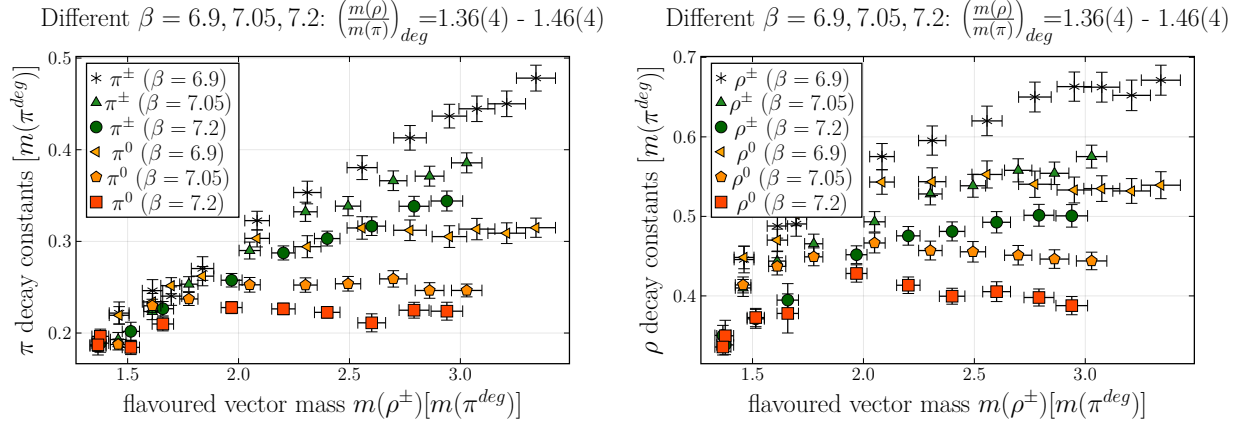 Different β = 6.9, 7.05, 7.2: (m(ρ)/m(π))_deg=1.36(4) - 1.46(4)
π decay constants [m(π^deg)]
0.5
0.4
0.3
0.2
π^± (β = 6.9)
π^± (β = 7.05)
π^± (β = 7.2)
π^0 (β = 6.9)
π^0 (β = 7.05)
π^0 (β = 7.2)
1.5 2.0 2.5 3.0
flavoured vector mass m(ρ^±)[m(π^deg)]
Different β = 6.9, 7.05, 7.2: (m(ρ)/m(π))_deg=1.36(4) - 1.46(4)
ρ decay constants [m(π^deg)]
0.7
0.6
0.5
0.4
ρ^± (β = 6.9)
ρ^± (β = 7.05)
ρ^± (β = 7.2)
ρ^0 (β = 6.9)
ρ^0 (β = 7.05)
ρ^0 (β = 7.2)
1.5 2.0 2.5 3.0
flavoured vector mass m(ρ^±)[m(π^deg)]